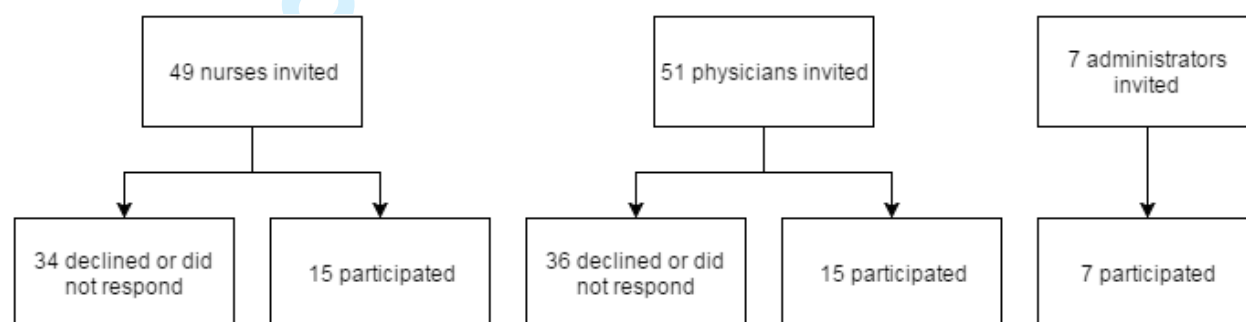 49 nurses invited
51 physicians invited
7 administrators
invited
34 declined or did
not respond
15 participated
36 declined or did
not respond
15 participated
7 participated